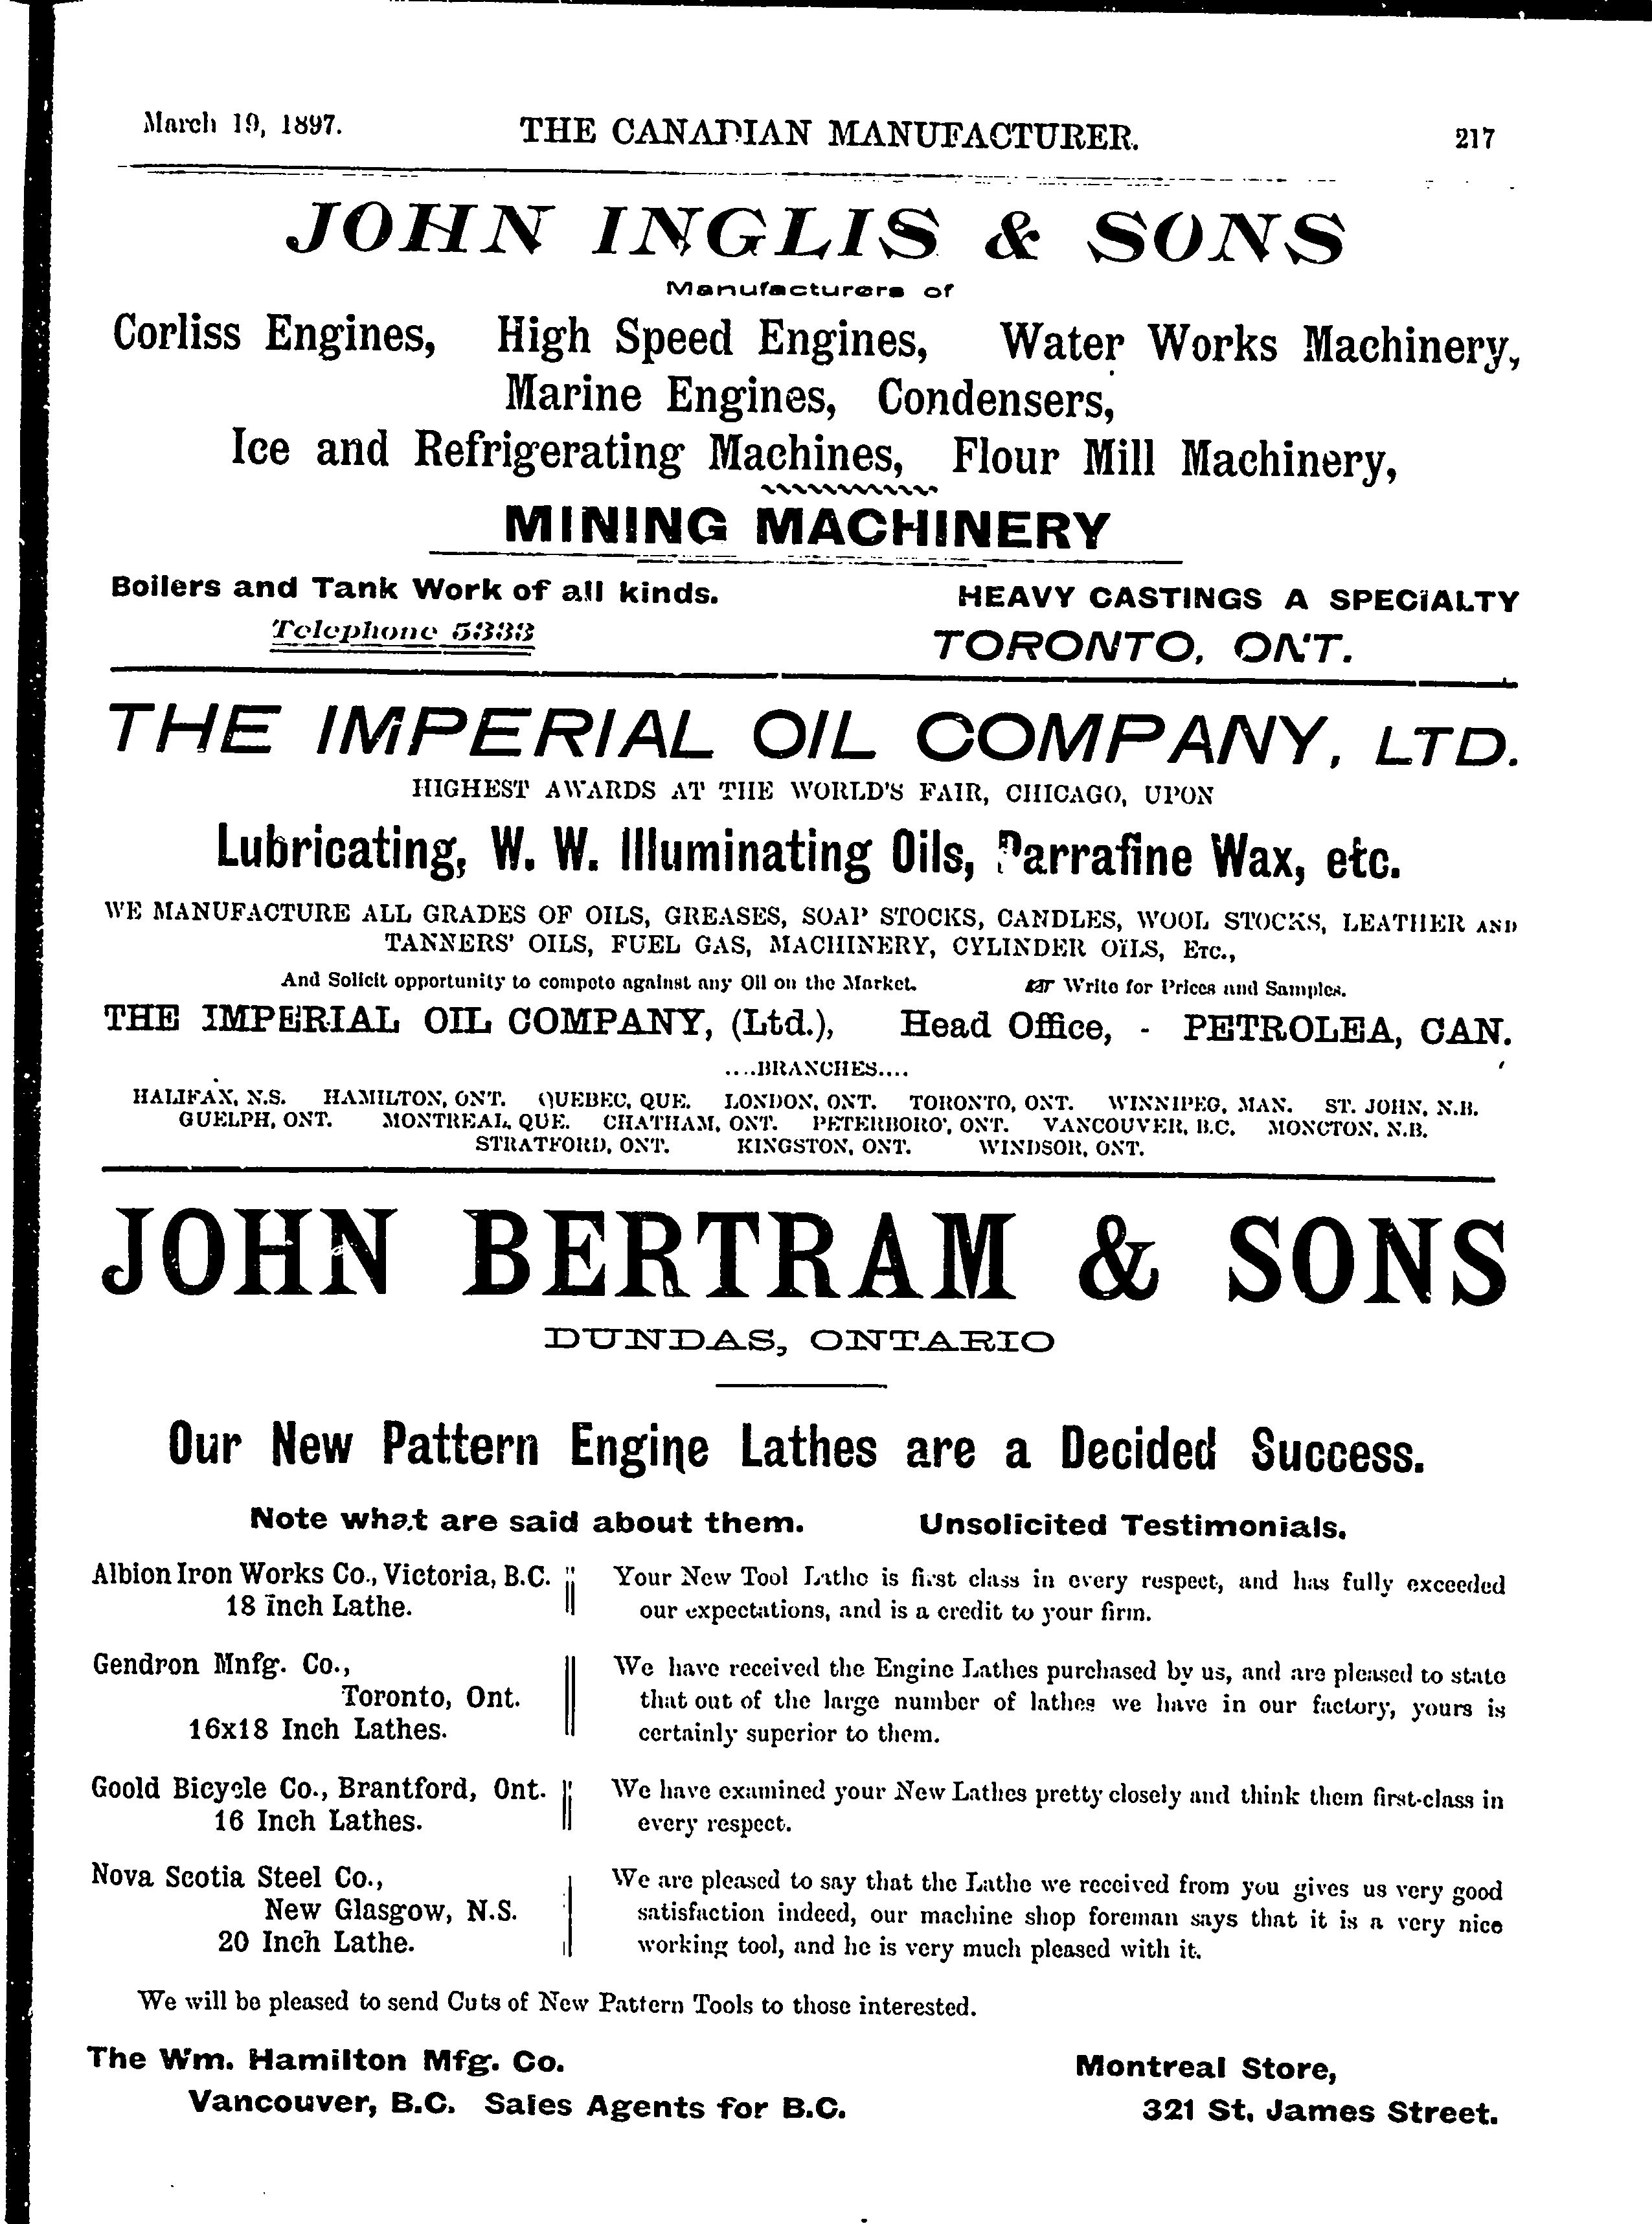 March 19, 1897. THE CANADIAN MANUFACTURER. 217
JOHN INGLIS & SONS
Manufacturers of
Corliss Engines, High Speed Engines, Water Works Machinery,
Marine Engines, Condensers,
Ice and Refrigerating Machines, Flour Mill Machinery,
MINING MACHINERY
Boilers and Tank Work of all kinds. HEAVY CASTINGS A SPECIALTY
Telephone 5333 TORONTO, ONT.
THE IMPERIAL OIL COMPANY, LTD.
HIGHEST AWARDS AT THE WORLD'S FAIR, CHICAGO, UPON
Lubricating, W. W. Illuminating Oils, Parrafine Wax, etc.
WE MANUFACTURE ALL GRADES OF OILS, GREASES, SOAP STOCKS, CANDLES, WOOL STOCKS, LEATHER AND
TANNERS' OILS, FUEL GAS, MACHINERY, CYLINDER OILS, ETC.,
And Solicit opportunity to compete against any Oil on the Market. ☞ Write for Prices and Samples.
THE IMPERIAL OIL COMPANY, (Ltd.), Head Office, - PETROLEA, CAN.
....BRANCHES....
HALIFAX, N.S. HAMILTON, ONT. QUEBEC, QUE. LONDON, ONT. TORONTO, ONT. WINNIPEG, MAN. ST. JOHN, N.B.
GUELPH, ONT. MONTREAL, QUE. CHATHAM, ONT. PETERBORO', ONT. VANCOUVER, B.C. MONCTON, N.B.
STRATFORD, ONT. KINGSTON, ONT. WINDSOR, ONT.
JOHN BERTRAM & SONS
DUNDAS, ONTARIO
Our New Pattern Engine Lathes are a Decided Success.
Note what are said about them. Unsolicited Testimonials.
Albion Iron Works Co., Victoria, B.C.
18 inch Lathe.
Your New Tool Lathe is first class in every respect, and has fully exceeded
our expectations, and is a credit to your firm.
Gendron Mnfg. Co.,
Toronto, Ont.
16x18 Inch Lathes.
We have received the Engine Lathes purchased by us, and are pleased to state
that out of the large number of lathes we have in our factory, yours is
certainly superior to them.
Goold Bicycle Co., Brantford, Ont.
16 Inch Lathes.
We have examined your New Lathes pretty closely and think them first-class in
every respect.
Nova Scotia Steel Co.,
New Glasgow, N.S.
20 Inch Lathe.
We are pleased to say that the Lathe we received from you gives us very good
satisfaction indeed, our machine shop foreman says that it is a very nice
working tool, and he is very much pleased with it.
We will be pleased to send Cuts of New Pattern Tools to those interested.
The Wm. Hamilton Mfg. Co.
Vancouver, B.C. Sales Agents for B.C.
Montreal Store,
321 St. James Street.